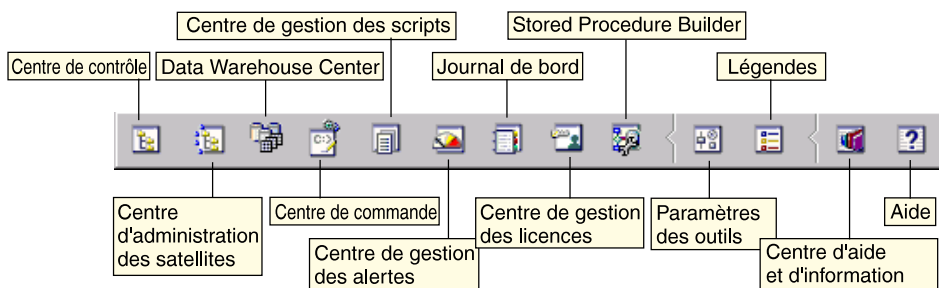 Centre de gestion des scripts
Stored Procedure Builder
Centre de contrôle
Data Warehouse Center
Journal de bord
Légendes
C:\>
?
Centre
d'administration
des satellites
Centre de commande
Centre de gestion
des alertes
Centre de gestion
des licences
Paramètres
des outils
Centre d'aide
et d'information
Aide